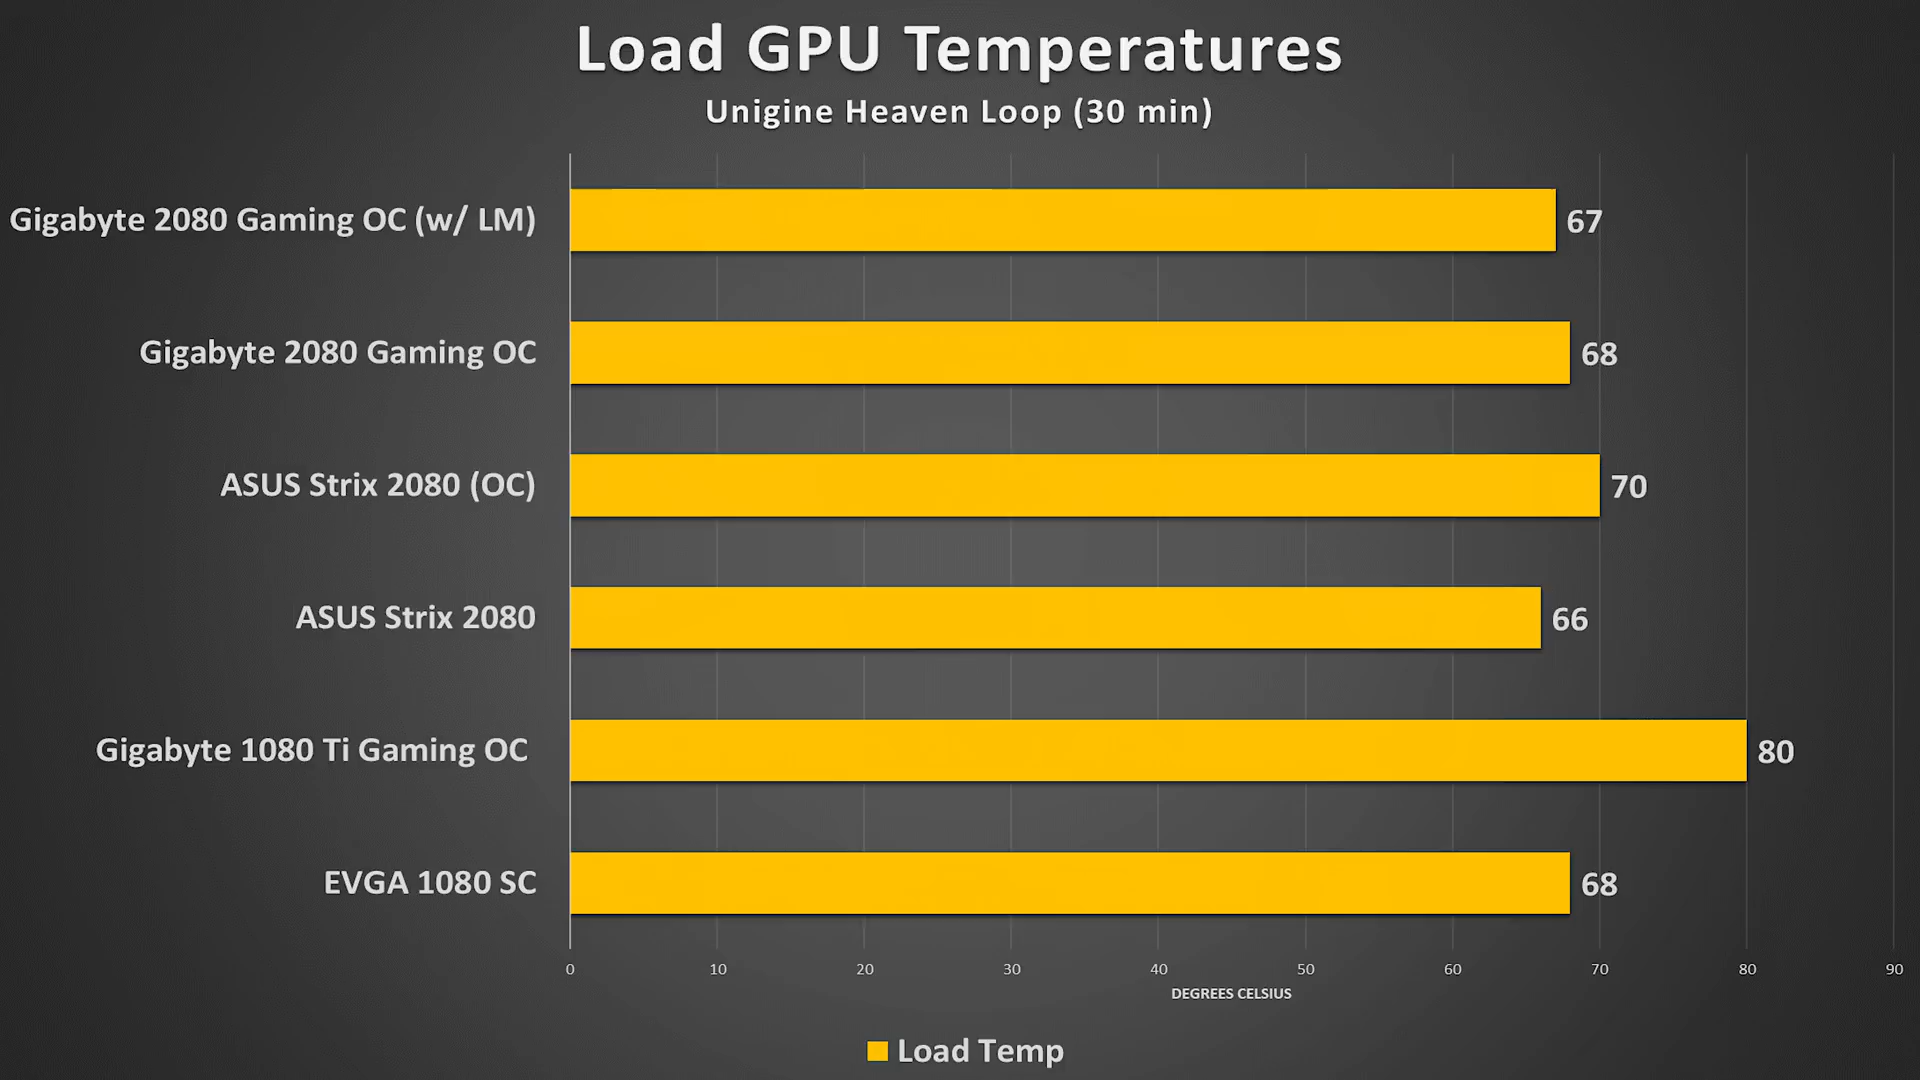 Load GPU Temperatures
Unigine Heaven Loop (30 min)
Gigabyte 2080 Gaming OC (w/ LM)
67
Gigabyte 2080 Gaming OC
68
ASUS Strix 2080 (OC)
70
ASUS Strix 2080
66
Gigabyte 1080 Ti Gaming OC
80
EVGA 1080 SC
68
0 10 20 30 40 50 60 70 80 90
DEGREES CELSIUS
Load Temp